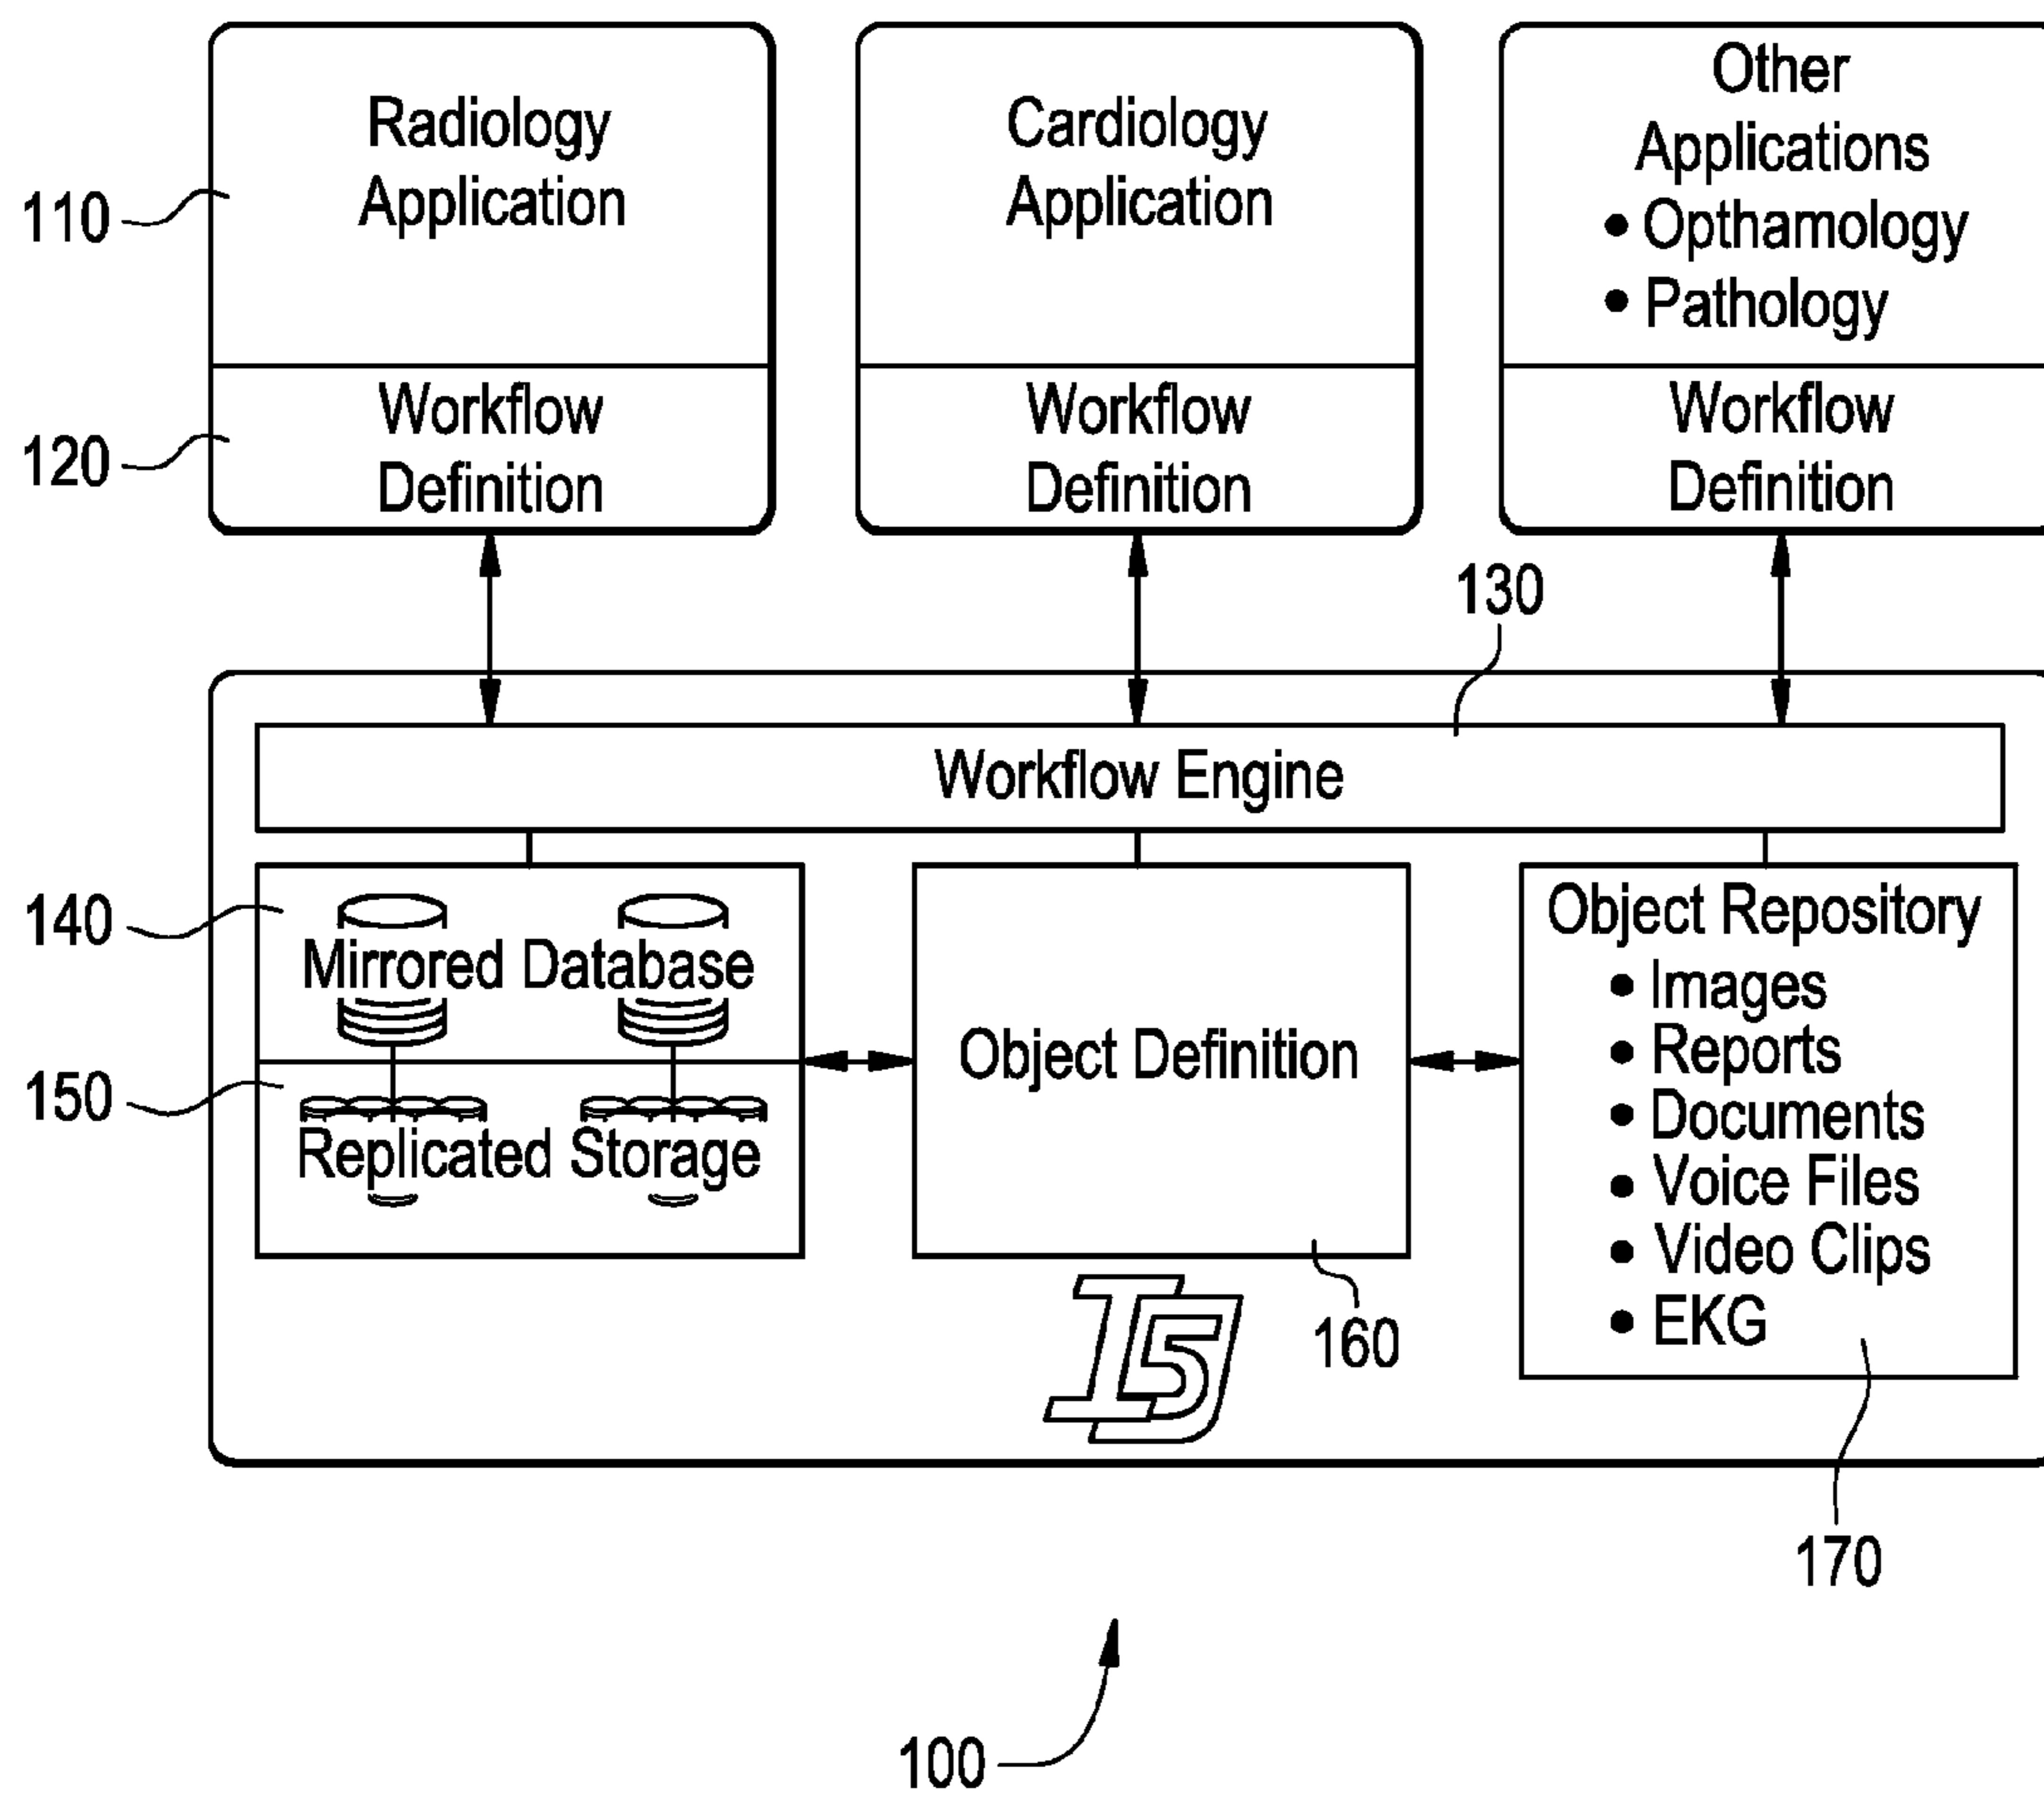 Radiology
Application
Cardiology
Application
Other
Applications
• Opthamology
• Pathology
110
Workflow
Definition
Workflow
Definition
Workflow
Definition
120
130
Workflow Engine
140
Mirrored Database
150
Replicated Storage
Object Definition
160
Object Repository
• Images
• Reports
• Documents
• Voice Files
• Video Clips
• EKG
I5
170
100